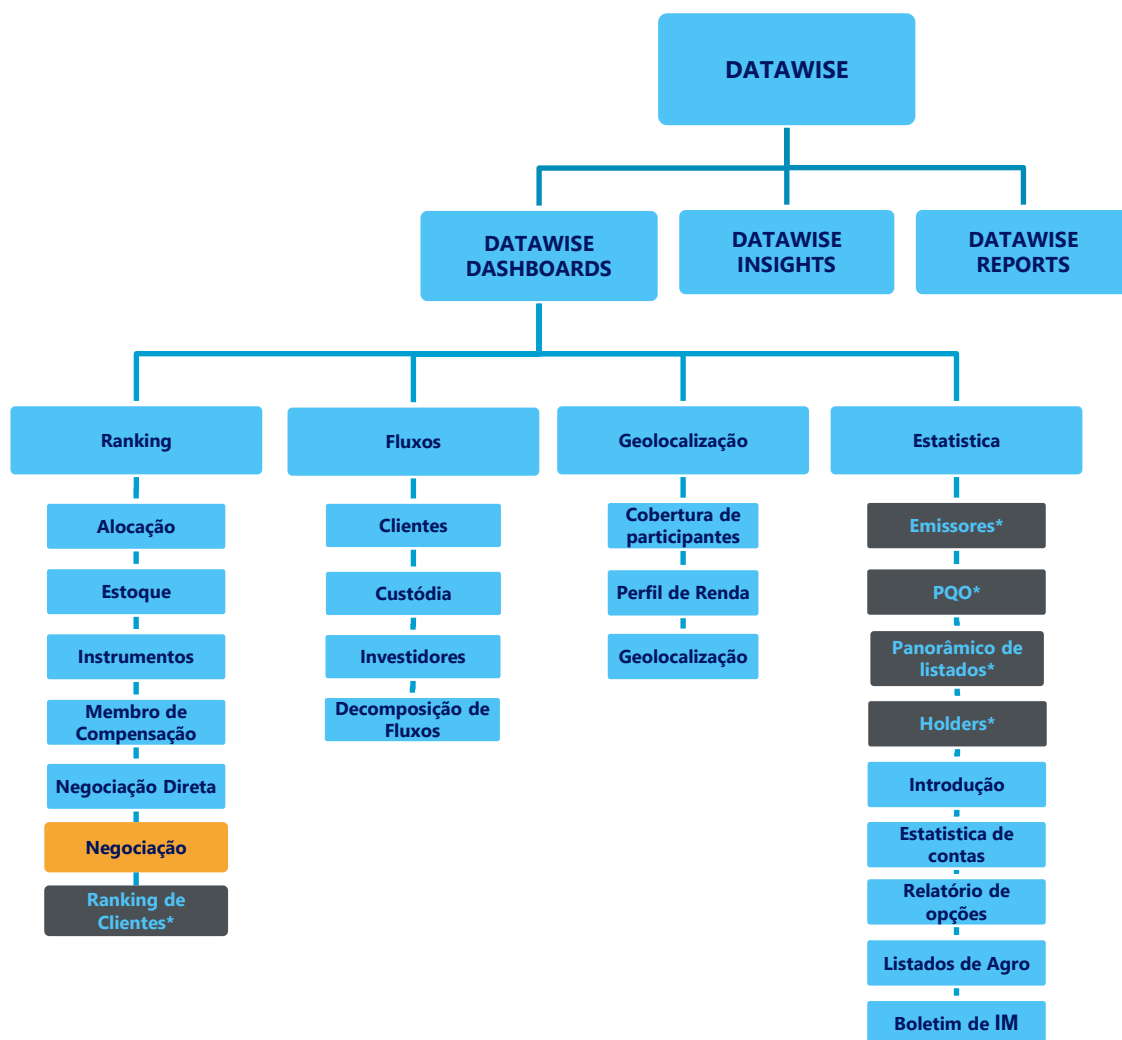 DATAWISE
DATAWISE
DASHBOARDS
DATAWISE
INSIGHTS
DATAWISE
REPORTS
Ranking
Fluxos
Geolocalização
Estatistica
Alocação
Estoque
Instrumentos
Membro de
Compensação
Negociação Direta
Negociação
Ranking de
Clientes*
Clientes
Custódia
Investidores
Decomposição de
Fluxos
Cobertura de
participantes
Perfil de Renda
Geolocalização
Emissores*
PQO*
Panorâmico de
listados*
Holders*
Introdução
Estatistica de
contas
Relatório de
opções
Listados de Agro
Boletim de IM